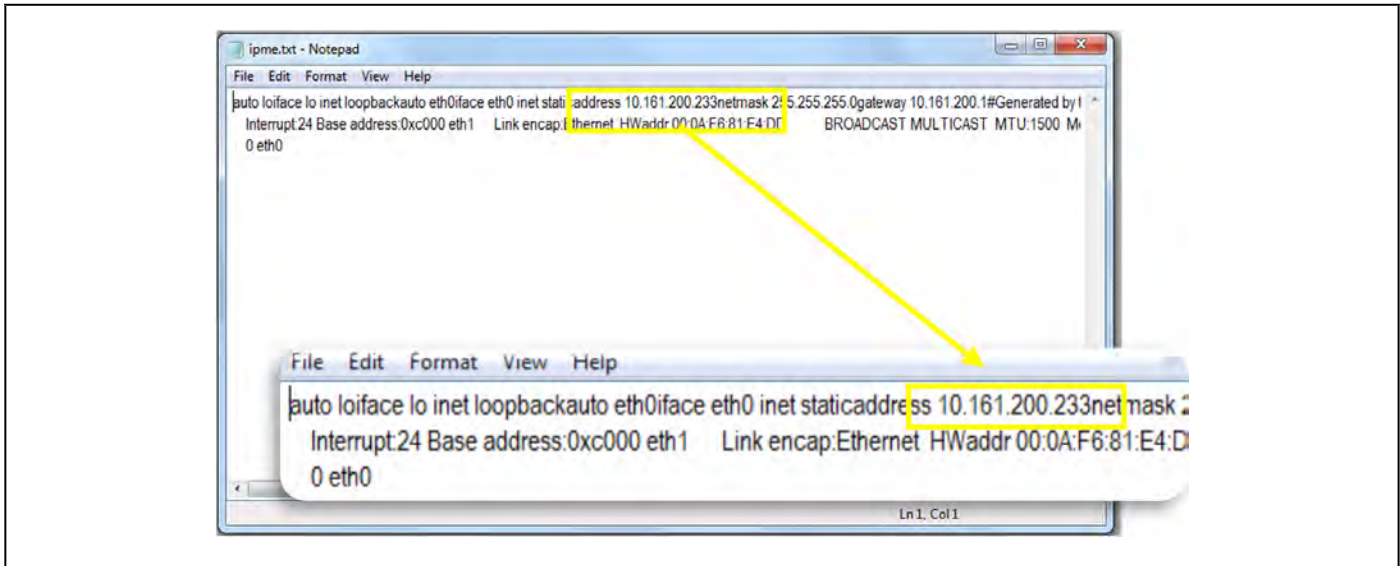 ipme.txt - Notepad
File Edit Format View Help
auto loiface lo inet loopbackauto eth0iface eth0 inet staticaddress 10.161.200.233netmask 255.255.255.0gateway 10.161.200.1#Generated by
Interrupt:24 Base address:0xc000 eth1 Link encap:Ethernet HWaddr 00:0A:F6:81:E4:DD BROADCAST MULTICAST MTU:1500
0 eth0
File Edit Format View Help
auto loiface lo inet loopbackauto eth0iface eth0 inet staticaddress 10.161.200.233netmask 2
Interrupt:24 Base address:0xc000 eth1 Link encap:Ethernet HWaddr 00:0A:F6:81:E4:D
0 eth0
Ln 1, Col 1